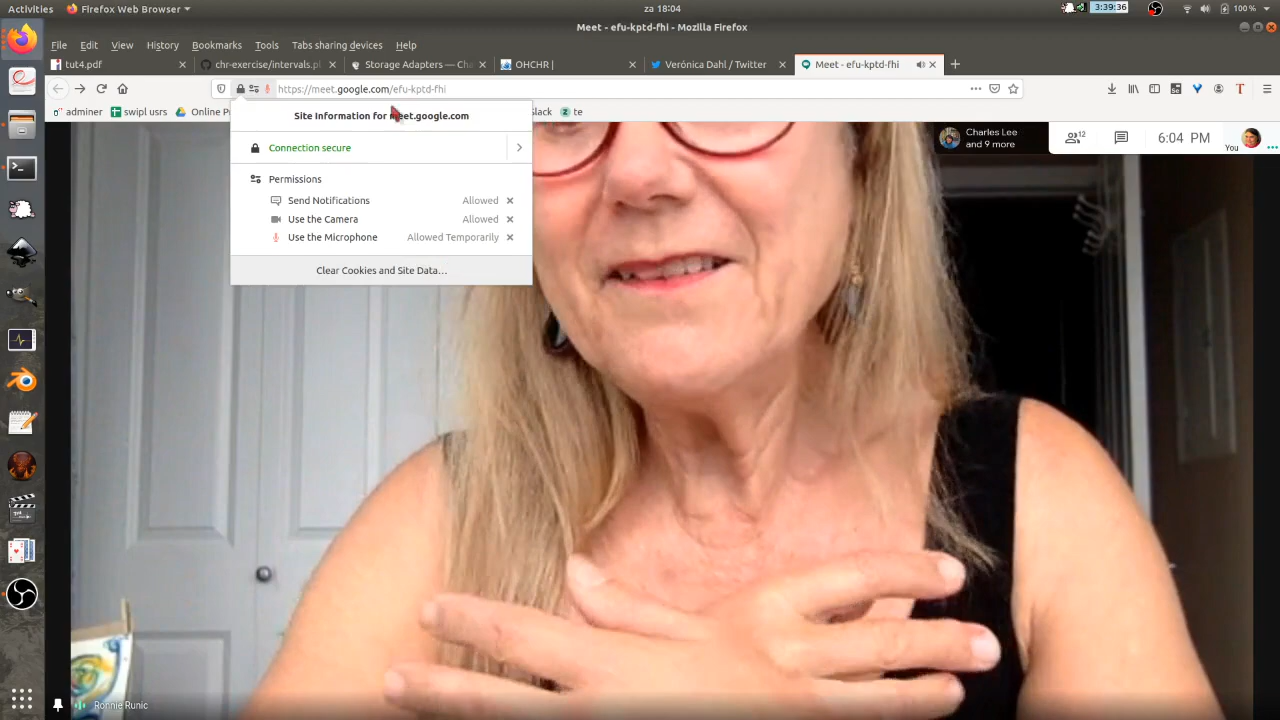 Activities Firefox Web Browser za 18:04 3:39:36 100%
Meet - efu-kptd-fhi - Mozilla Firefox
File Edit View History Bookmarks Tools Tabs sharing devices Help
tut4.pdf chr-exercise/intervals.pl Storage Adapters — Cha OHCHR | Verónica Dahl / Twitter Meet - efu-kptd-fhi
https://meet.google.com/efu-kptd-fhi
adminer swipl usrs Online P Slack te
Site Information for meet.google.com
Connection secure
Permissions
Send Notifications Allowed
Use the Camera Allowed
Use the Microphone Allowed Temporarily
Clear Cookies and Site Data…
Charles Lee
and 9 more
12
6:04 PM
You
Ronnie Runic